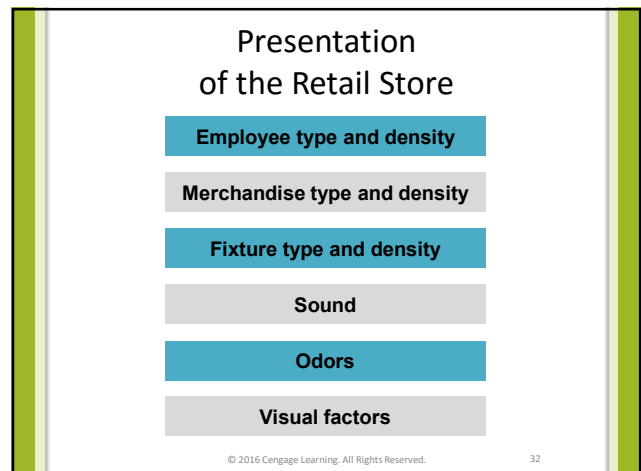 Presentation
of the Retail Store
Employee type and density
Merchandise type and density
Fixture type and density
Sound
Odors
Visual factors
© 2016 Cengage Learning. All Rights Reserved. 32